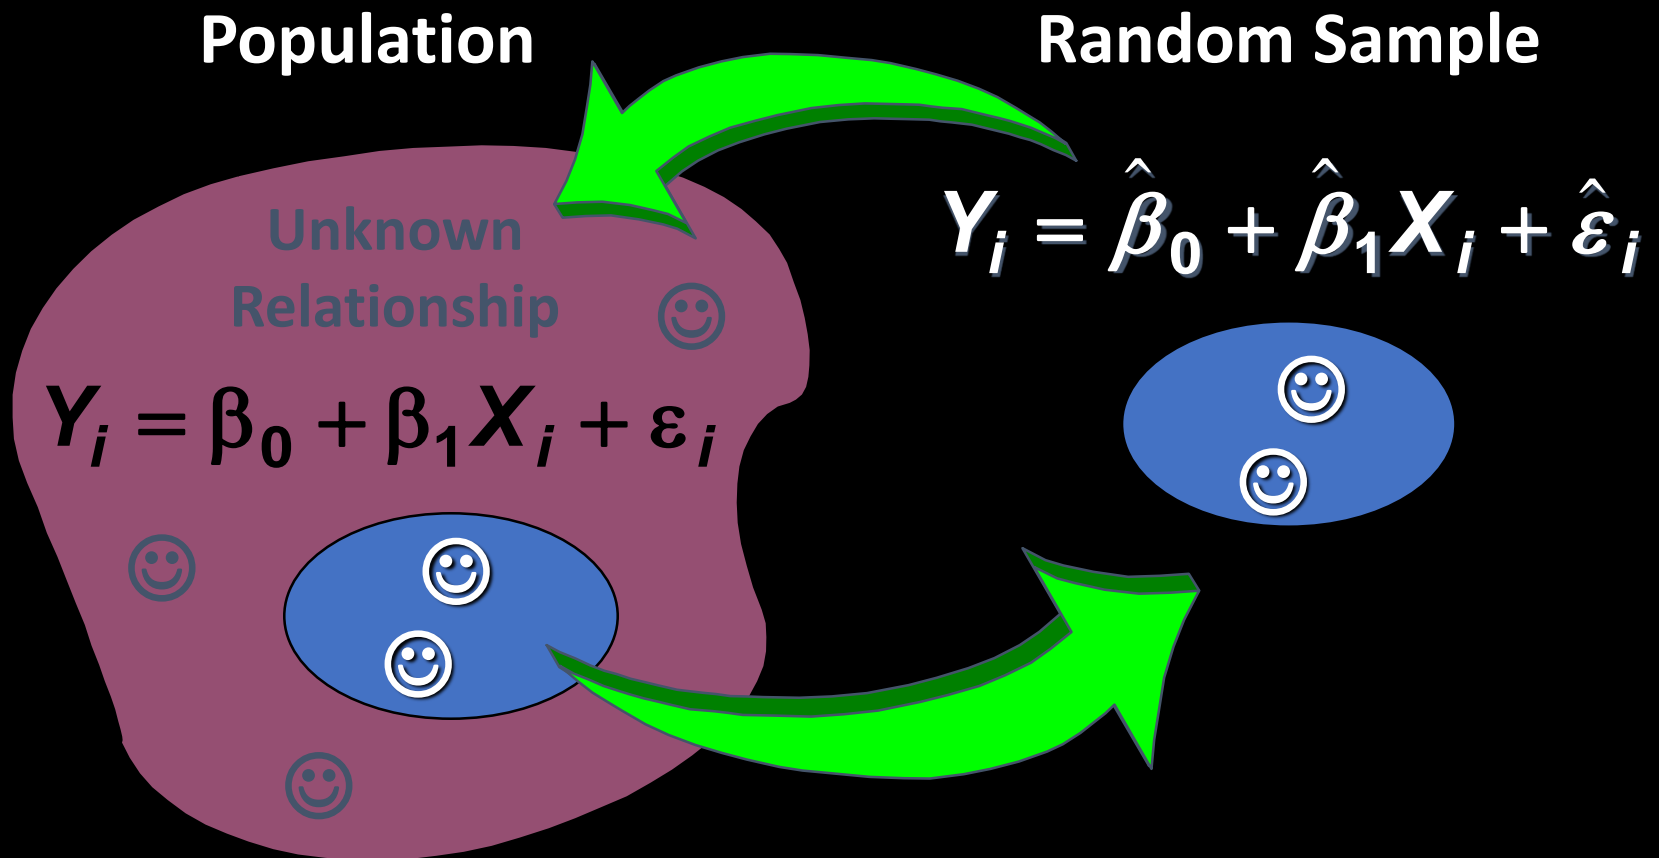 Population
Random Sample
Unknown
Relationship
Yᵢ = β₀ + β₁Xᵢ + εᵢ
Yᵢ = β̂₀ + β̂₁Xᵢ + ε̂ᵢ